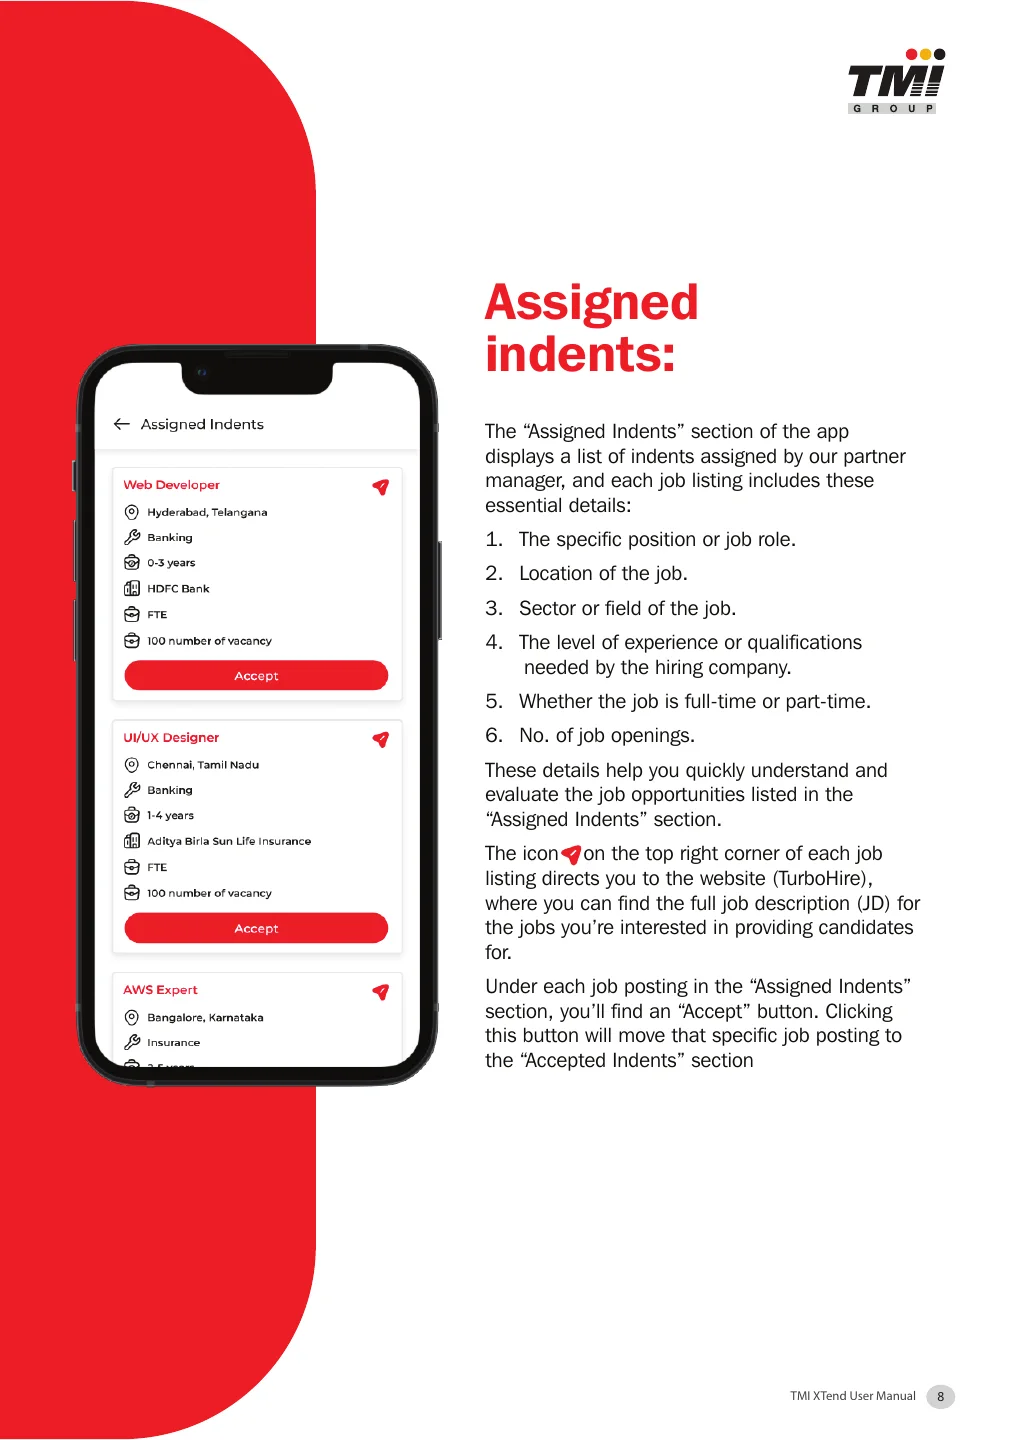 TMI
GROUP
Assigned
indents:
← Assigned Indents
Web Developer
Hyderabad, Telangana
Banking
0-3 years
HDFC Bank
FTE
100 number of vacancy
Accept
UI/UX Designer
Chennai, Tamil Nadu
Banking
1-4 years
Aditya Birla Sun Life Insurance
FTE
100 number of vacancy
Accept
AWS Expert
Bangalore, Karnataka
Insurance
The “Assigned Indents” section of the app
displays a list of indents assigned by our partner
manager, and each job listing includes these
essential details:
1. The specific position or job role.
2. Location of the job.
3. Sector or field of the job.
4. The level of experience or qualifications
needed by the hiring company.
5. Whether the job is full-time or part-time.
6. No. of job openings.
These details help you quickly understand and
evaluate the job opportunities listed in the
“Assigned Indents” section.
The icon on the top right corner of each job
listing directs you to the website (TurboHire),
where you can find the full job description (JD) for
the jobs you’re interested in providing candidates
for.
Under each job posting in the “Assigned Indents”
section, you’ll find an “Accept” button. Clicking
this button will move that specific job posting to
the “Accepted Indents” section
TMI XTend User Manual 8